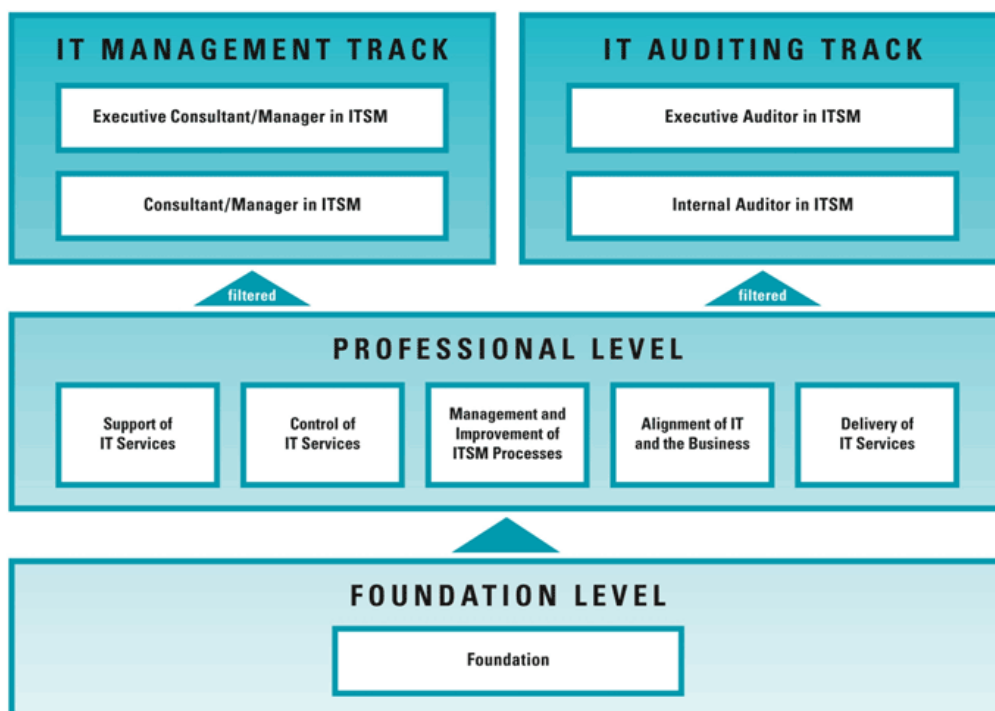 IT MANAGEMENT TRACK
Executive Consultant/Manager in ITSM
Consultant/Manager in ITSM
IT AUDITING TRACK
Executive Auditor in ITSM
Internal Auditor in ITSM
filtered
filtered
PROFESSIONAL LEVEL
Support of
IT Services
Control of
IT Services
Management and
Improvement of
ITSM Processes
Alignment of IT
and the Business
Delivery of
IT Services
FOUNDATION LEVEL
Foundation